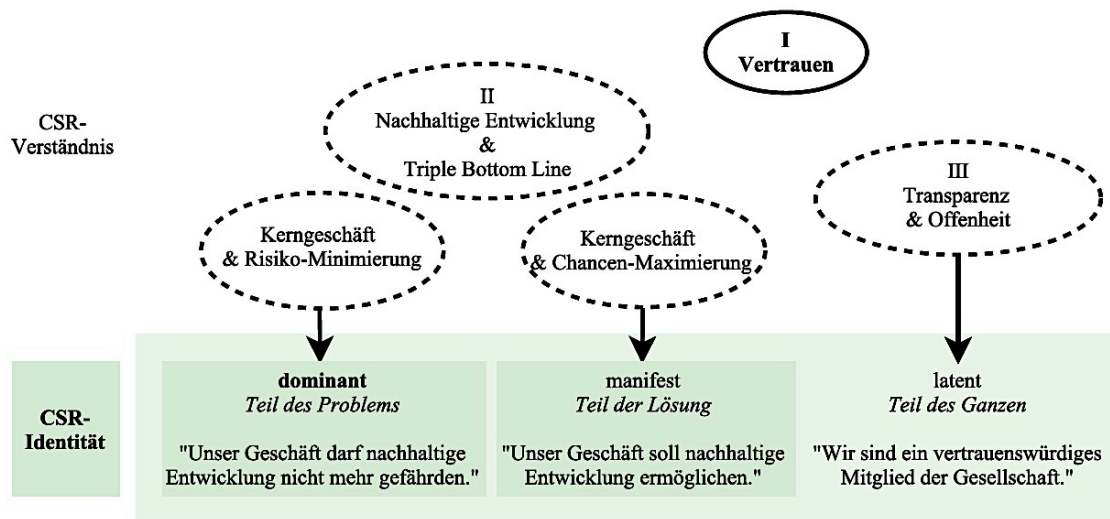 I
Vertrauen
CSR-
Verständnis
II
Nachhaltige Entwicklung
&
Triple Bottom Line
III
Transparenz
& Offenheit
Kerngeschäft
& Risiko-Minimierung
Kerngeschäft
& Chancen-Maximierung
CSR-
Identität
dominant
Teil des Problems
"Unser Geschäft darf nachhaltige
Entwicklung nicht mehr gefährden."
manifest
Teil der Lösung
"Unser Geschäft soll nachhaltige
Entwicklung ermöglichen."
latent
Teil des Ganzen
"Wir sind ein vertrauenswürdiges
Mitglied der Gesellschaft."